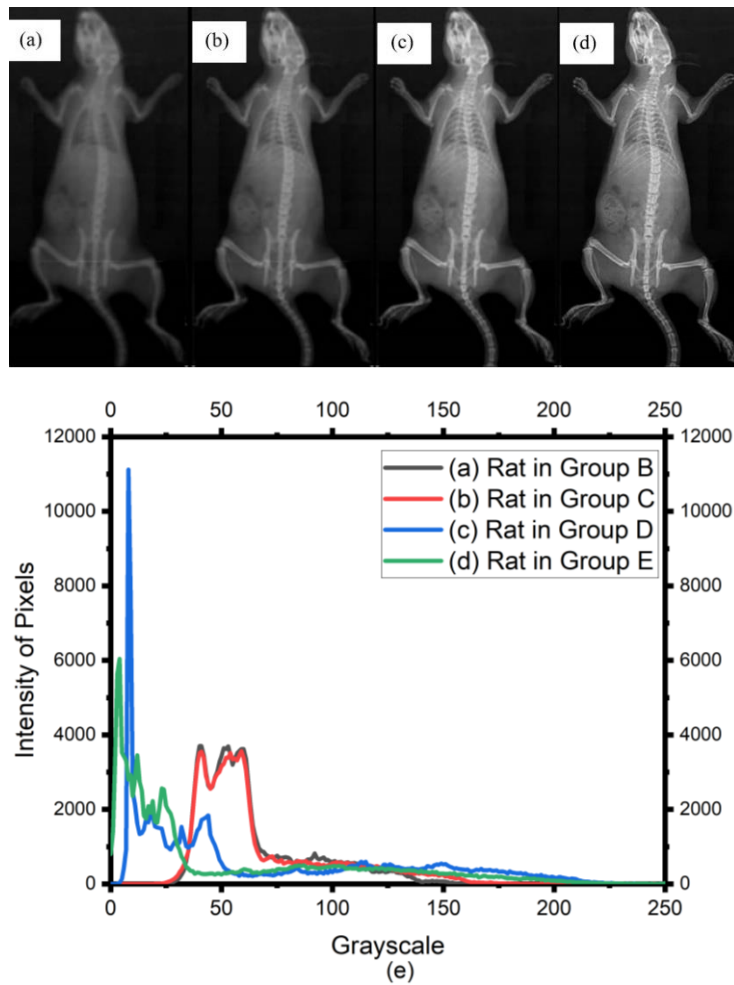 (a) (b) (c) (d)
0 50 100 150 200 250
12000 12000
(a) Rat in Group B
(b) Rat in Group C
(c) Rat in Group D
(d) Rat in Group E
10000 10000
8000 8000
6000 6000
4000 4000
2000 2000
0 0
Intensity of Pixels
0 50 100 150 200 250
Grayscale
(e)